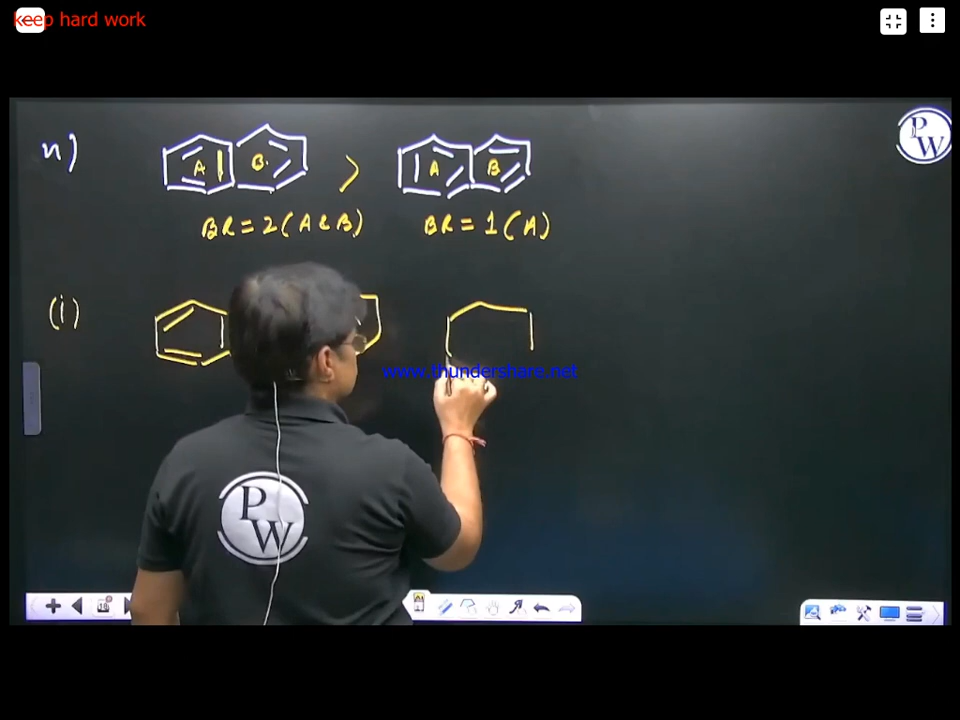 keep hard work
PW
n)
A B > A B
BR = 2 (A & B) BR = 1 (A)
(i)
www.thundershare.net
PW